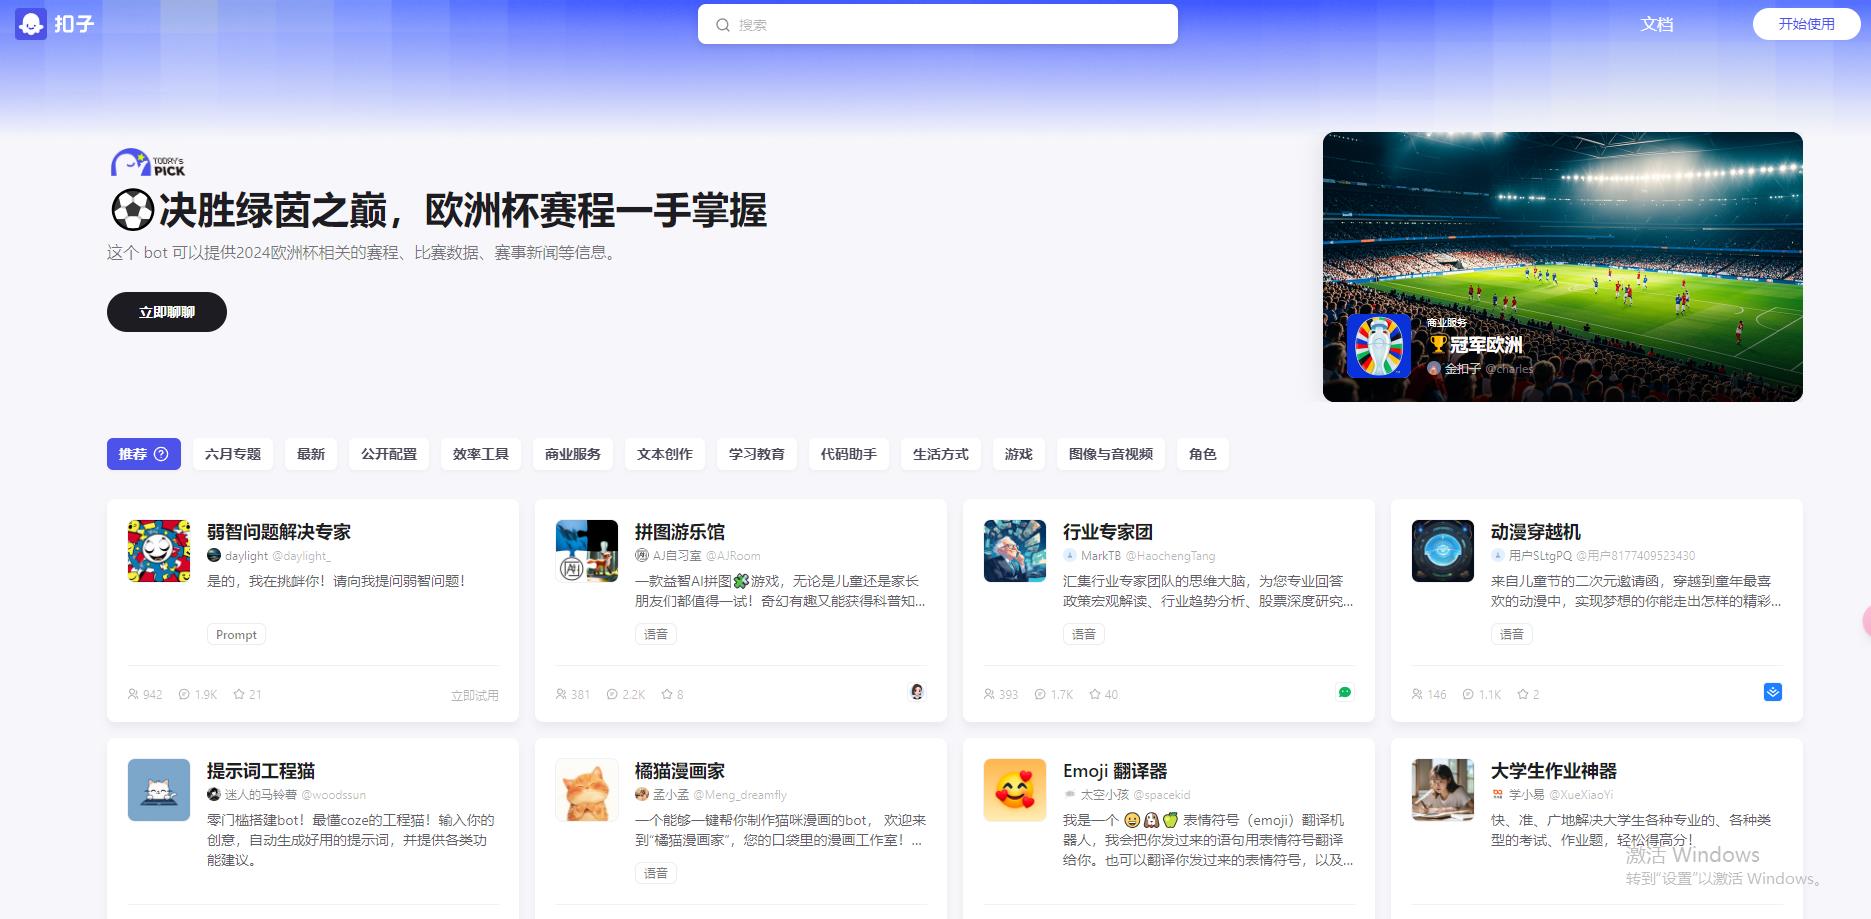 扣子
搜索
文档
开始使用
TODAY's
PICK
⚽决胜绿茵之巅，欧洲杯赛程一手掌握
这个 bot 可以提供2024欧洲杯相关的赛程、比赛数据、赛事新闻等信息。
立即聊聊
商业服务
🏆冠军欧洲
金扣子 @charles
推荐
六月专题
最新
公开配置
效率工具
商业服务
文本创作
学习教育
代码助手
生活方式
游戏
图像与音视频
角色
弱智问题解决专家
daylight @daylight_
是的，我在挑衅你！请向我提问弱智问题！
Prompt
942 1.9K 21
立即试用
拼图游乐馆
AJ自习室 @AJRoom
一款益智AI拼图🧩游戏，无论是儿童还是家长
朋友们都值得一试！奇幻有趣又能获得科普知...
语音
381 2.2K 8
行业专家团
MarkTB @HaochengTang
汇集行业专家团队的思维大脑，为您专业回答
政策宏观解读、行业趋势分析、股票深度研究...
语音
393 1.7K 40
动漫穿越机
用户SLtgPQ @用户8177409523430
来自儿童节的二次元邀请函，穿越到童年最喜
欢的动漫中，实现梦想的你能走出怎样的精彩...
语音
146 1.1K 2
提示词工程猫
迷人的马铃薯 @woodssun
零门槛搭建bot！最懂coze的工程猫！输入你的
创意，自动生成好用的提示词，并提供各类功
能建议。
橘猫漫画家
孟小孟 @Meng_dreamfly
一个能够一键帮你制作猫咪漫画的bot， 欢迎来
到“橘猫漫画家”，您的口袋里的漫画工作室！...
语音
Emoji 翻译器
太空小孩 @spacekid
我是一个 😀🐶🍏 表情符号（emoji）翻译机
器人，我会把你发过来的语句用表情符号翻译
给你。也可以翻译你发过来的表情符号，以及...
大学生作业神器
学小易 @XueXiaoYi
快、准、广地解决大学生各种专业的、各种类
型的考试、作业题，轻松得高分！
激活 Windows
转到“设置”以激活 Windows。